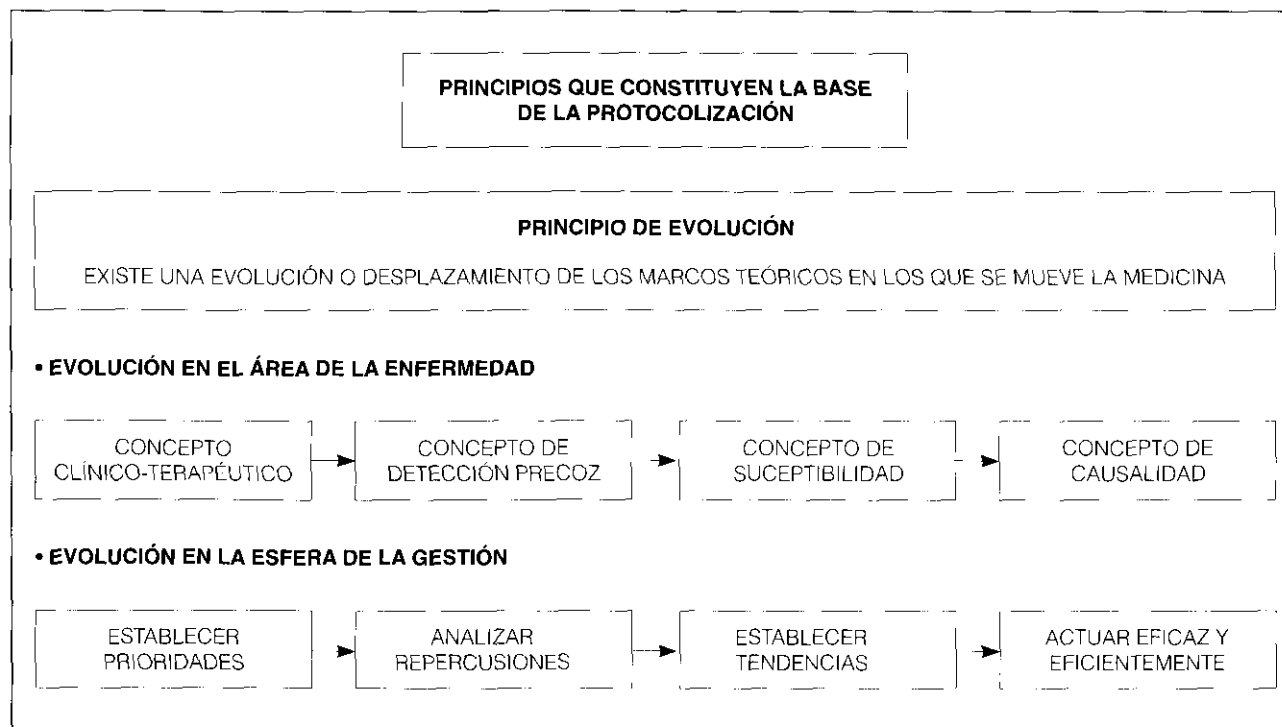 PRINCIPIOS QUE CONSTITUYEN LA BASE
DE LA PROTOCOLIZACIÓN
PRINCIPIO DE EVOLUCIÓN
EXISTE UNA EVOLUCIÓN O DESPLAZAMIENTO DE LOS MARCOS TEÓRICOS EN LOS QUE SE MUEVE LA MEDICINA
• EVOLUCIÓN EN EL ÁREA DE LA ENFERMEDAD
CONCEPTO
CLÍNICO-TERAPÉUTICO
CONCEPTO DE
DETECCIÓN PRECOZ
CONCEPTO DE
SUCEPTIBILIDAD
CONCEPTO DE
CAUSALIDAD
• EVOLUCIÓN EN LA ESFERA DE LA GESTIÓN
ESTABLECER
PRIORIDADES
ANALIZAR
REPERCUSIONES
ESTABLECER
TENDENCIAS
ACTUAR EFICAZ Y
EFICIENTEMENTE